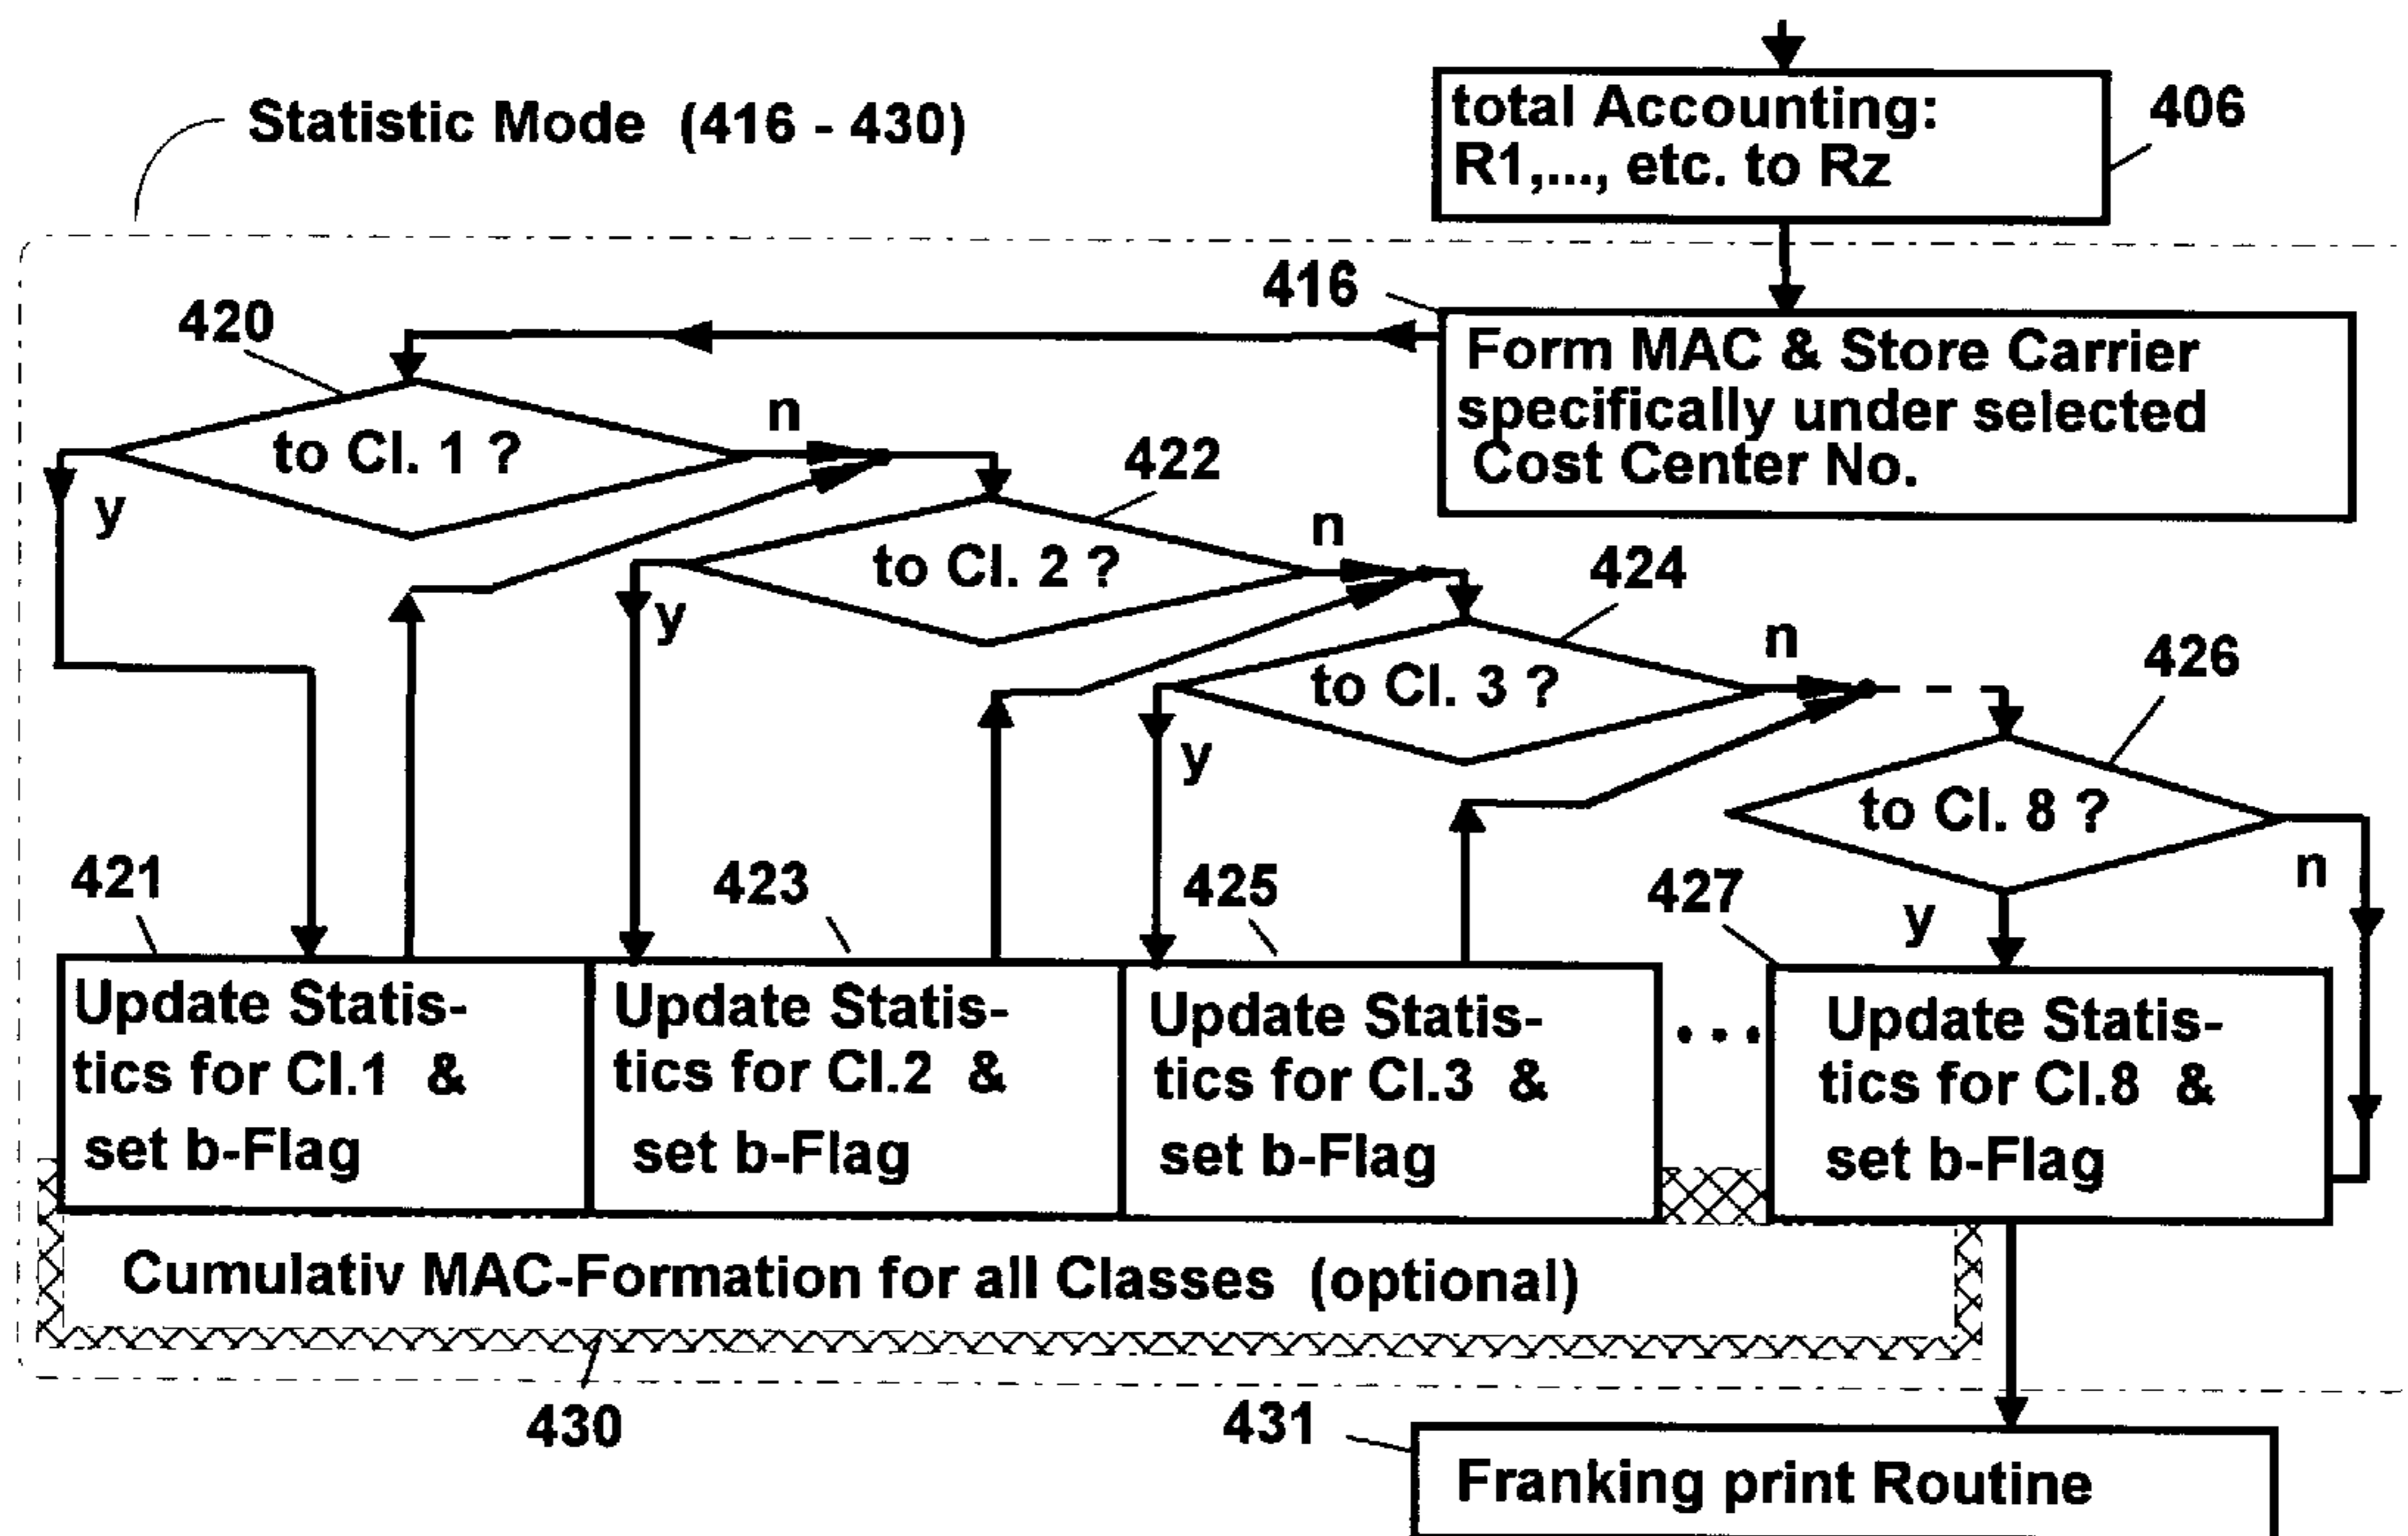 Statistic Mode (416 - 430)
total Accounting:
R1,..., etc. to Rz
406
416
Form MAC & Store Carrier
specifically under selected
Cost Center No.
420
to Cl. 1 ?
n
y
422
to Cl. 2 ?
n
y
424
to Cl. 3 ?
n
y
426
to Cl. 8 ?
n
y
421
Update Statis-
tics for Cl.1 &
set b-Flag
423
Update Statis-
tics for Cl.2 &
set b-Flag
425
Update Statis-
tics for Cl.3 &
set b-Flag
...
427
Update Statis-
tics for Cl.8 &
set b-Flag
Cumulativ MAC-Formation for all Classes (optional)
430
431
Franking print Routine